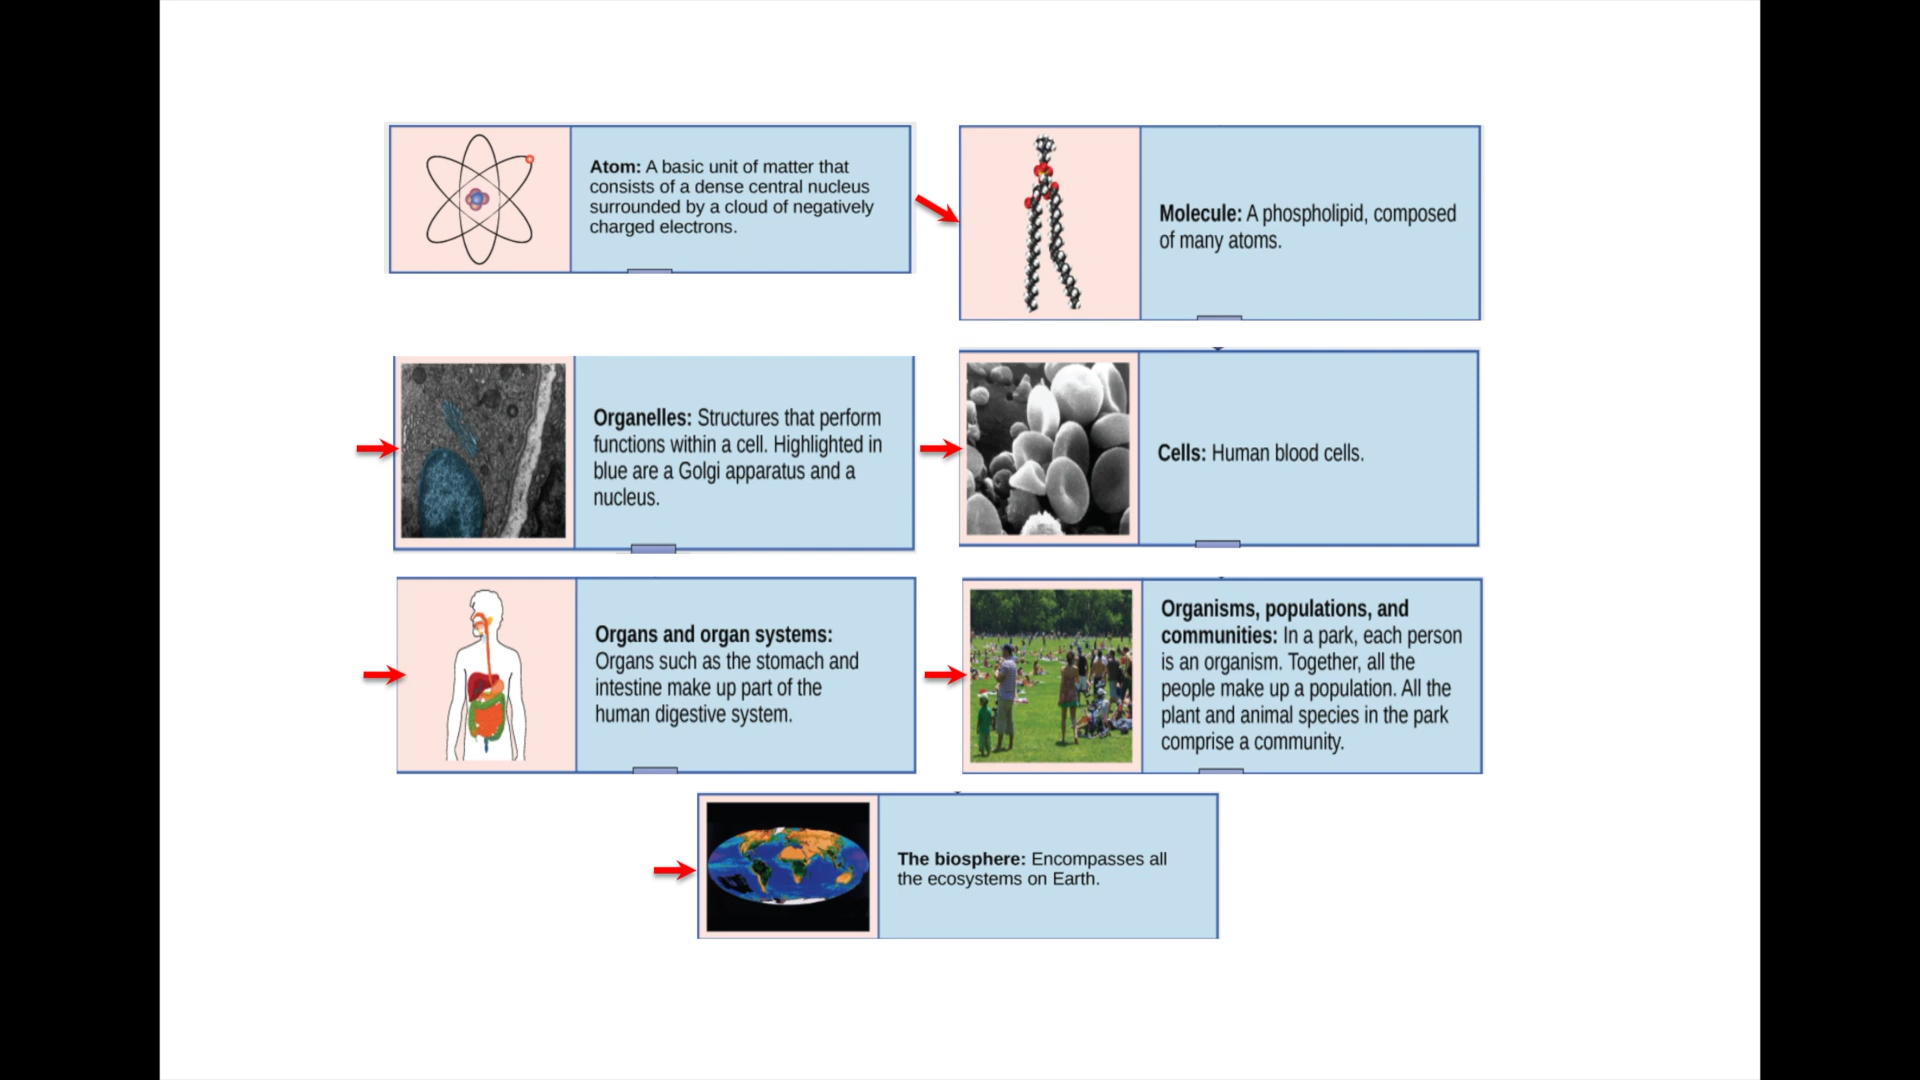 Atom: A basic unit of matter that
consists of a dense central nucleus
surrounded by a cloud of negatively
charged electrons.
Molecule: A phospholipid, composed
of many atoms.
Organelles: Structures that perform
functions within a cell. Highlighted in
blue are a Golgi apparatus and a
nucleus.
Cells: Human blood cells.
Organs and organ systems:
Organs such as the stomach and
intestine make up part of the
human digestive system.
Organisms, populations, and
communities: In a park, each person
is an organism. Together, all the
people make up a population. All the
plant and animal species in the park
comprise a community.
The biosphere: Encompasses all
the ecosystems on Earth.